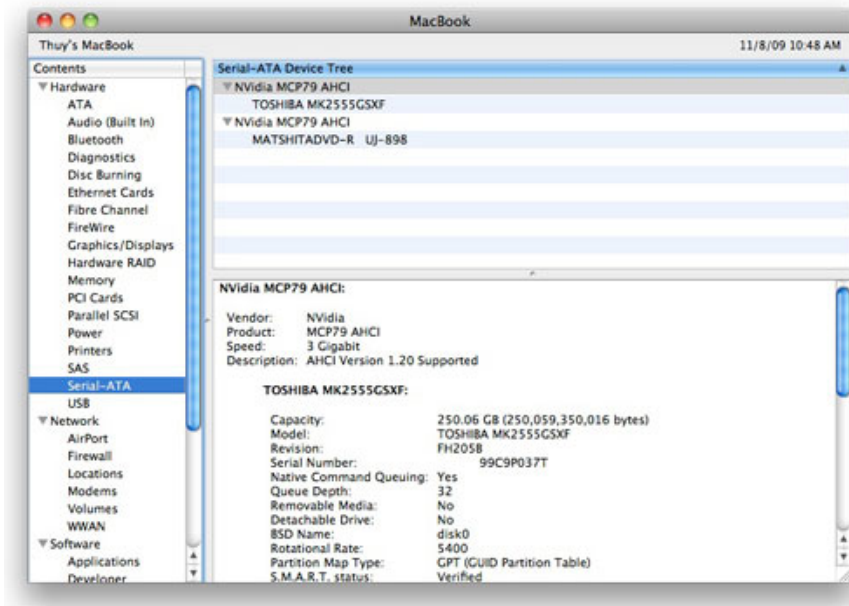 MacBook
Thuy's MacBook 11/8/09 10:48 AM
Contents
Hardware
ATA
Audio (Built In)
Bluetooth
Diagnostics
Disc Burning
Ethernet Cards
Fibre Channel
FireWire
Graphics/Displays
Hardware RAID
Memory
PCI Cards
Parallel SCSI
Power
Printers
SAS
Serial-ATA
USB
Network
AirPort
Firewall
Locations
Modems
Volumes
WWAN
Software
Applications
Developer
Serial-ATA Device Tree
NVidia MCP79 AHCI
TOSHIBA MK2555GSXF
NVidia MCP79 AHCI
MATSHITADVD-R UJ-898
NVidia MCP79 AHCI:
Vendor: NVidia
Product: MCP79 AHCI
Speed: 3 Gigabit
Description: AHCI Version 1.20 Supported
TOSHIBA MK2555GSXF:
Capacity: 250.06 GB (250,059,350,016 bytes)
Model: TOSHIBA MK2555GSXF
Revision: FH205B
Serial Number: 99C9P037T
Native Command Queuing: Yes
Queue Depth: 32
Removable Media: No
Detachable Drive: No
BSD Name: disk0
Rotational Rate: 5400
Partition Map Type: GPT (GUID Partition Table)
S.M.A.R.T. status: Verified